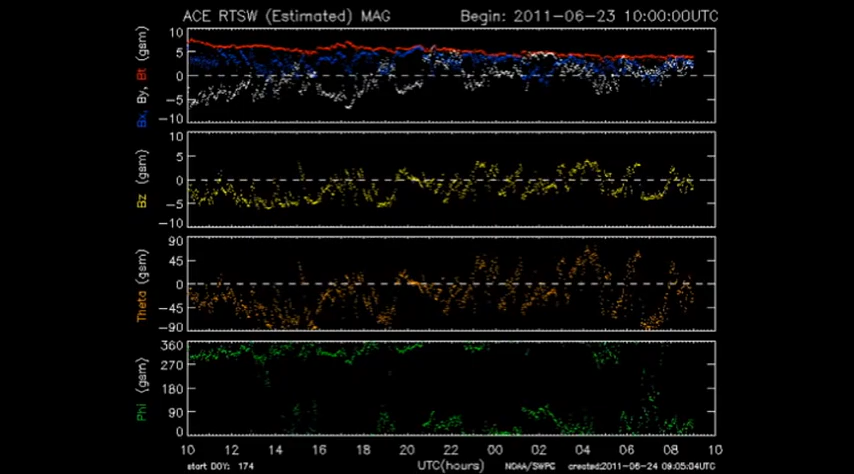 ACE RTSW (Estimated) MAG Begin: 2011-06-23 10:00:00UTC
Bx, By, Bt (gsm)
10
5
0
-5
-10
Bz (gsm)
10
5
0
-5
-10
Theta (gsm)
90
45
0
-45
-90
Phi (gsm)
360
270
180
90
0
10 12 14 16 18 20 22 00 02 04 06 08 10
start DOY: 174 UTC(hours) NOAA/SWPC created:2011-06-24 09:05:04UTC